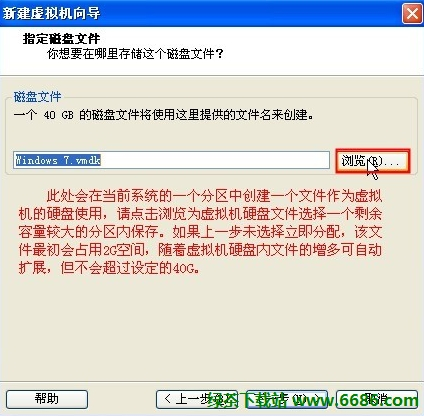 新建虚拟机向导
指定磁盘文件
你想要在哪里存储这个磁盘文件？
磁盘文件
一个 40 GB 的磁盘文件将使用这里提供的文件名来创建。
Windows 7.vmdk
浏览(R)...
此处会在当前系统的一个分区中创建一个文件作为虚拟
机的硬盘使用，请点击浏览为虚拟机硬盘文件选择一个剩余
容量较大的分区内保存。如果上一步未选择立即分配，该文
件最初会占用2G空间，随着虚拟机硬盘内文件的增多可自动
扩展，但不会超过设定的40G。
帮助
< 上一步
取消
绿茶下载站 www.6686.com